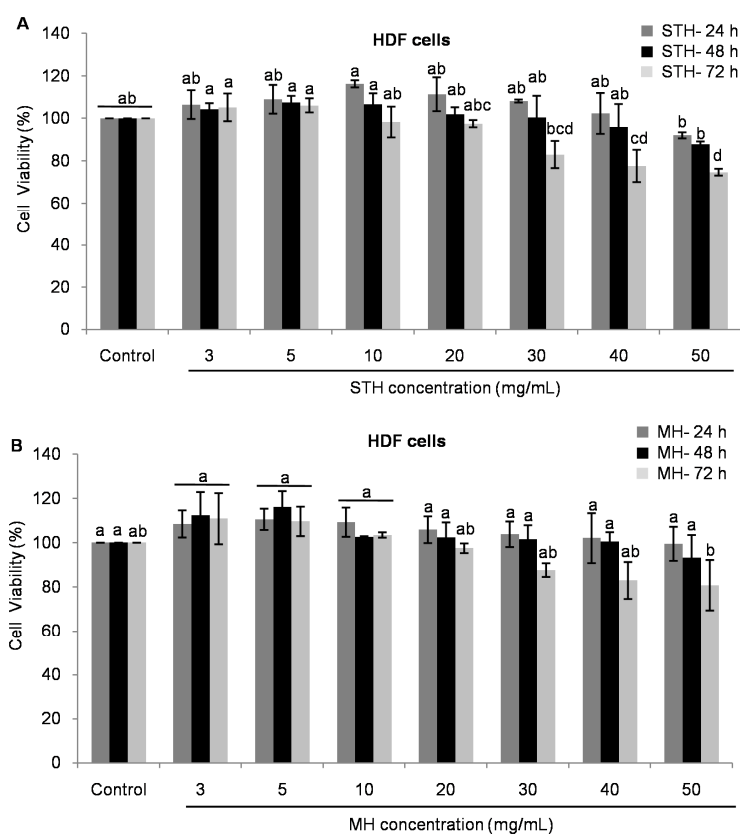 A
HDF cells
STH- 24 h
STH- 48 h
STH- 72 h
Cell Viability (%)
140
120
100
80
60
40
20
0
ab
ab a a
ab a a
a a ab
ab ab abc
ab ab bcd
ab ab cd
b b d
Control 3 5 10 20 30 40 50
STH concentration (mg/mL)
B
HDF cells
MH- 24 h
MH- 48 h
MH- 72 h
Cell Viability (%)
140
120
100
80
60
40
20
0
a a ab
a
a
a
a a ab
a a ab
a a ab
a a b
Control 3 5 10 20 30 40 50
MH concentration (mg/mL)